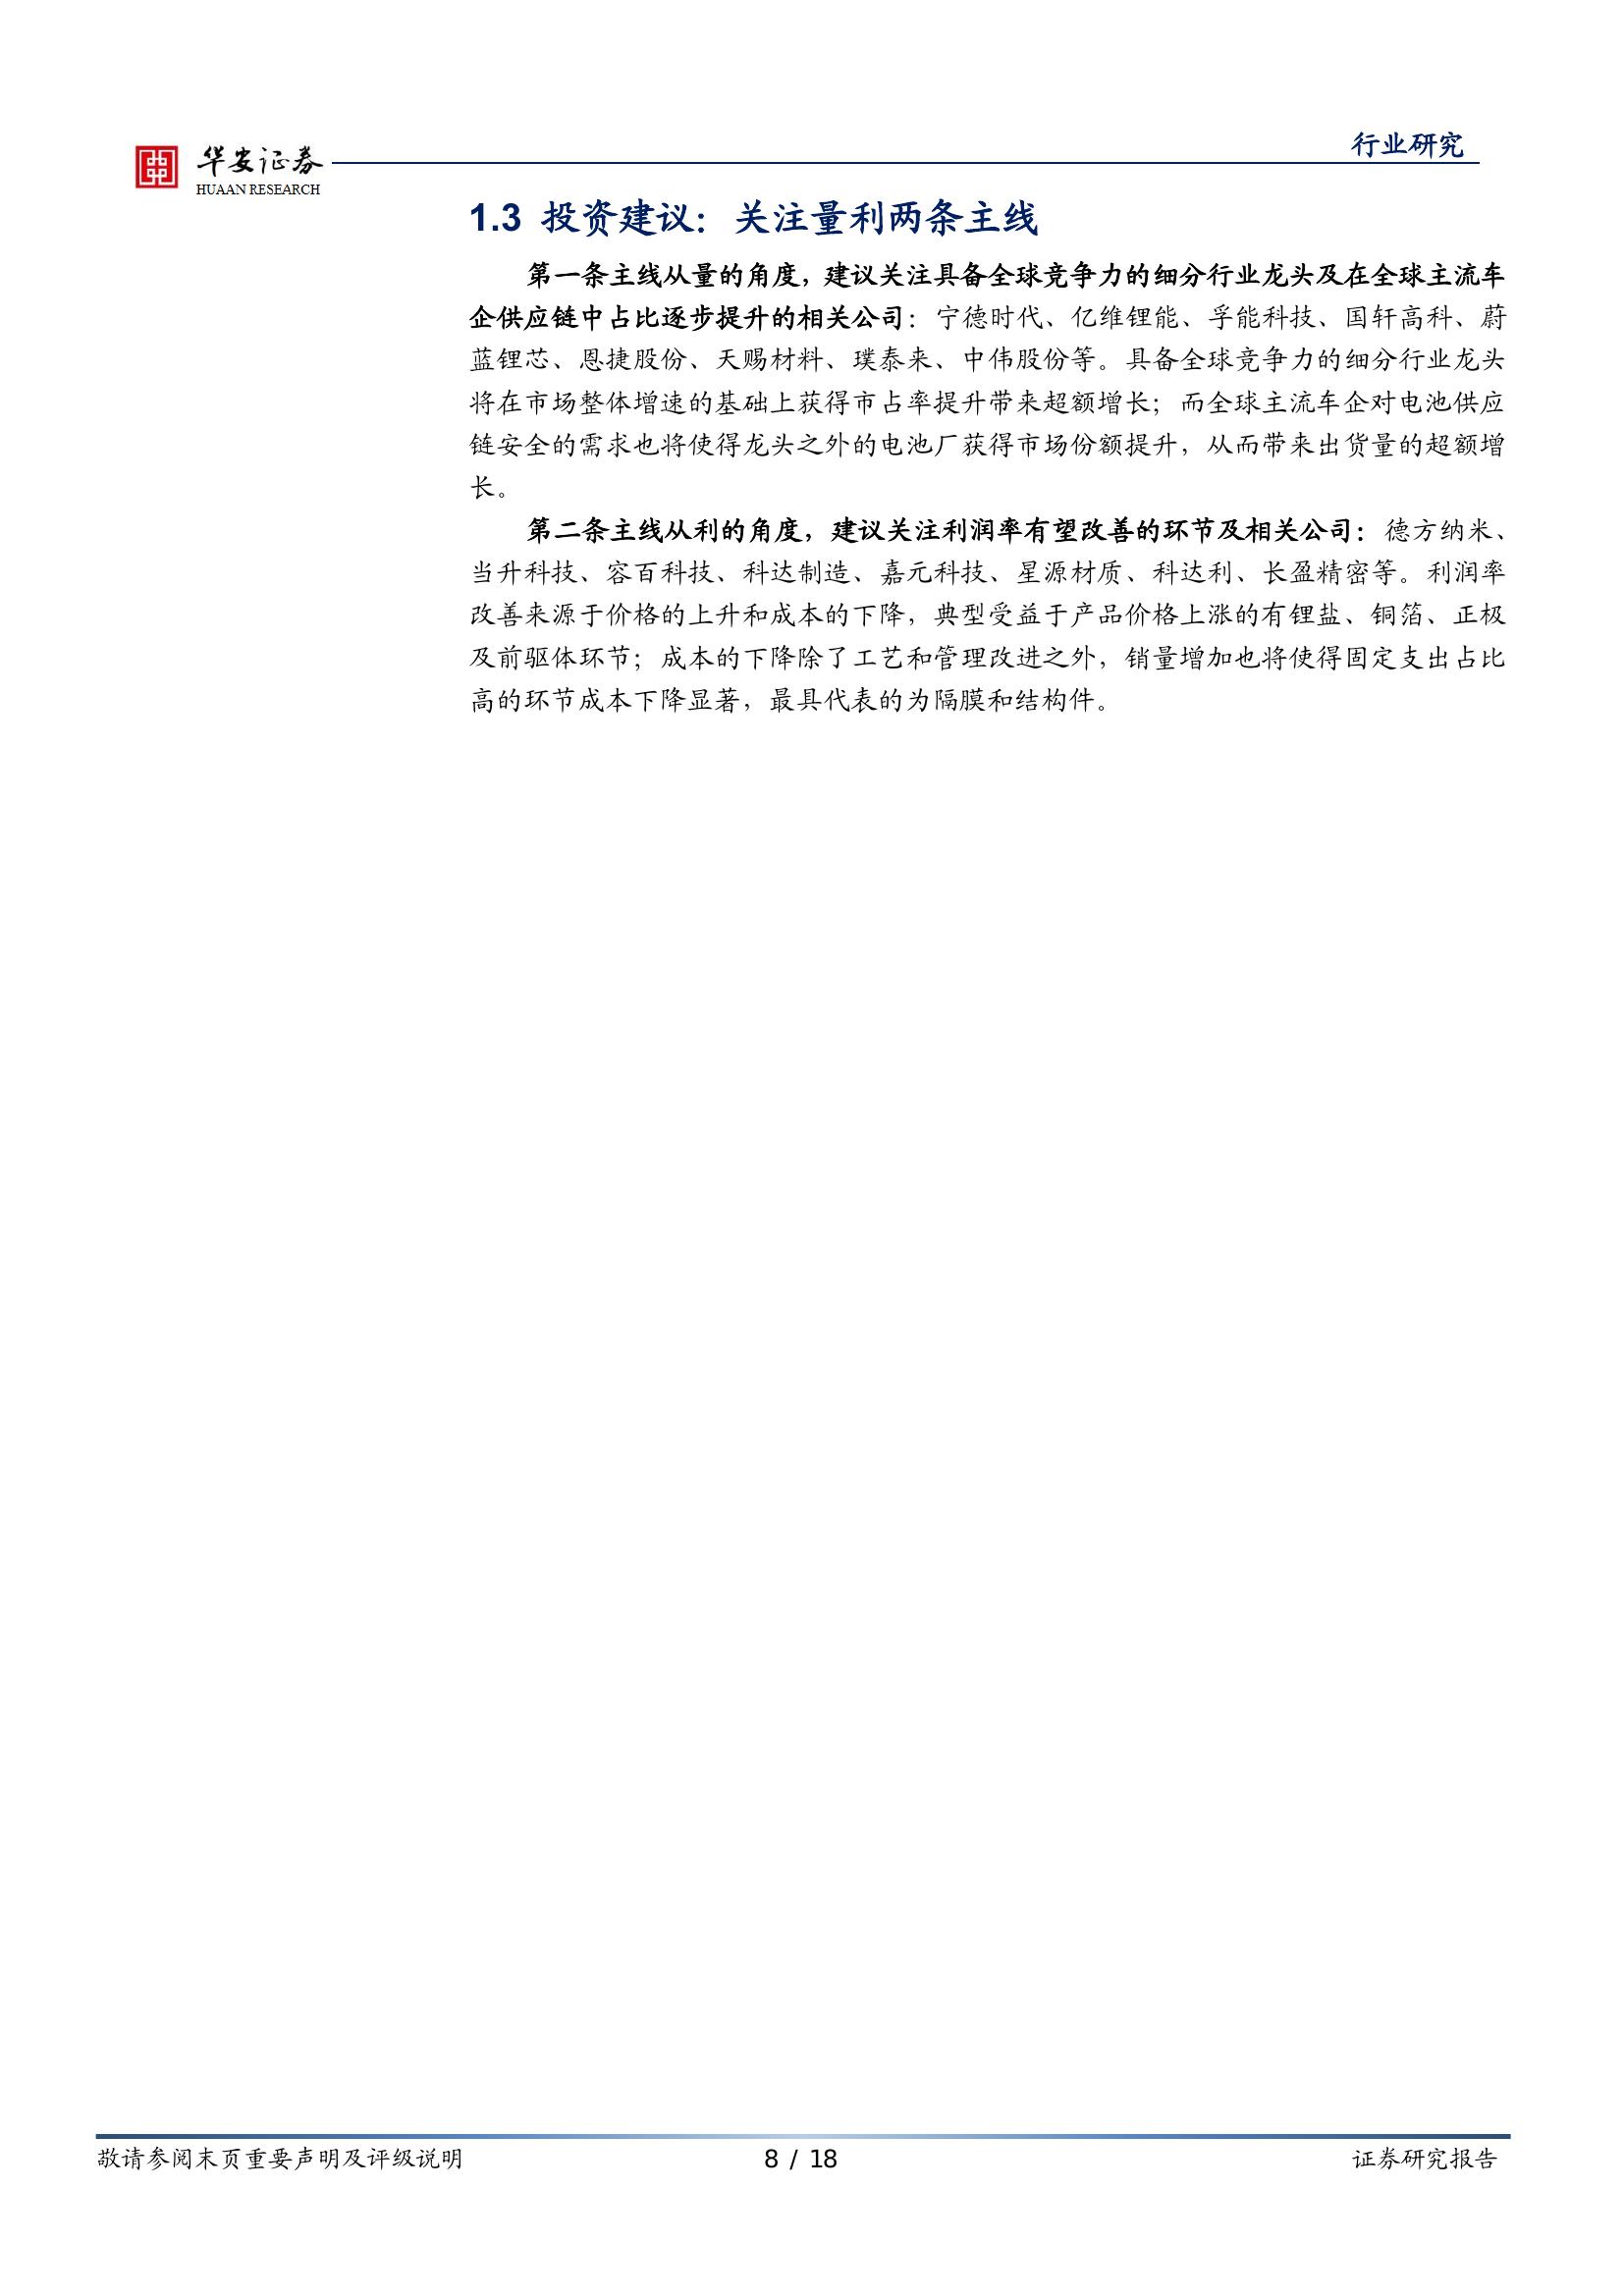 华安证券
HUAAN RESEARCH
行业研究
1.3 投资建议：关注量利两条主线
第一条主线从量的角度，建议关注具备全球竞争力的细分行业龙头及在全球主流车
企供应链中占比逐步提升的相关公司：宁德时代、亿维锂能、孚能科技、国轩高科、蔚
蓝锂芯、恩捷股份、天赐材料、璞泰来、中伟股份等。具备全球竞争力的细分行业龙头
将在市场整体增速的基础上获得市占率提升带来超额增长；而全球主流车企对电池供应
链安全的需求也将使得龙头之外的电池厂获得市场份额提升，从而带来出货量的超额增
长。
第二条主线从利的角度，建议关注利润率有望改善的环节及相关公司：德方纳米、
当升科技、容百科技、科达制造、嘉元科技、星源材质、科达利、长盈精密等。利润率
改善来源于价格的上升和成本的下降，典型受益于产品价格上涨的有锂盐、铜箔、正极
及前驱体环节；成本的下降除了工艺和管理改进之外，销量增加也将使得固定支出占比
高的环节成本下降显著，最具代表的为隔膜和结构件。
敬请参阅末页重要声明及评级说明
8 / 18
证券研究报告